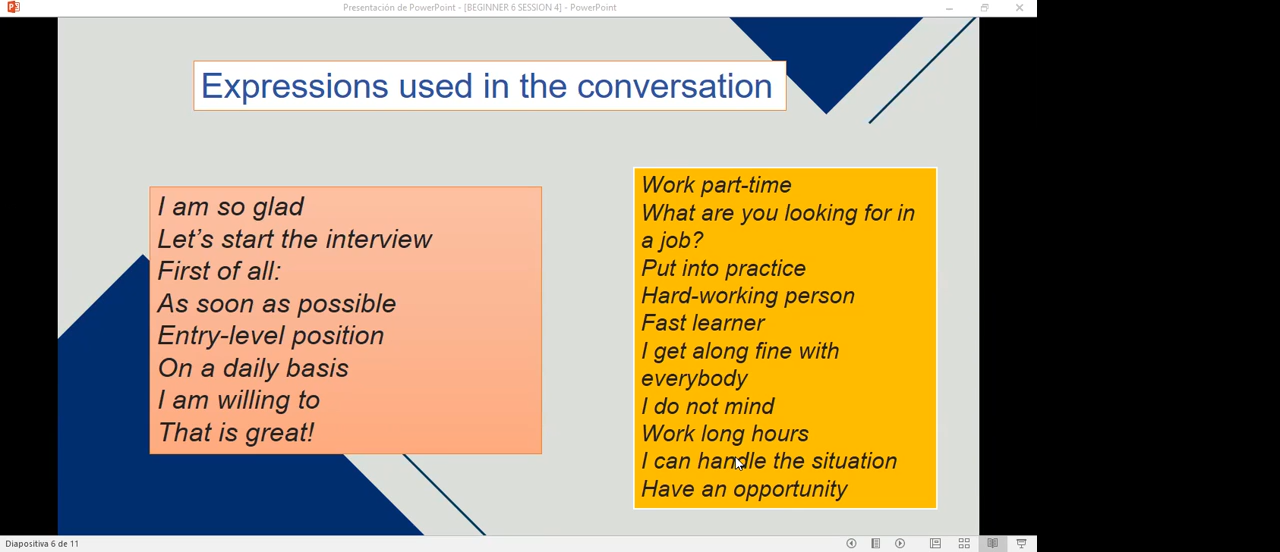 Presentación de PowerPoint - [BEGINNER 6 SESSION 4] - PowerPoint
Expressions used in the conversation
I am so glad
Let's start the interview
First of all:
As soon as possible
Entry-level position
On a daily basis
I am willing to
That is great!
Work part-time
What are you looking for in
a job?
Put into practice
Hard-working person
Fast learner
I get along fine with
everybody
I do not mind
Work long hours
I can handle the situation
Have an opportunity
Diapositiva 6 de 11